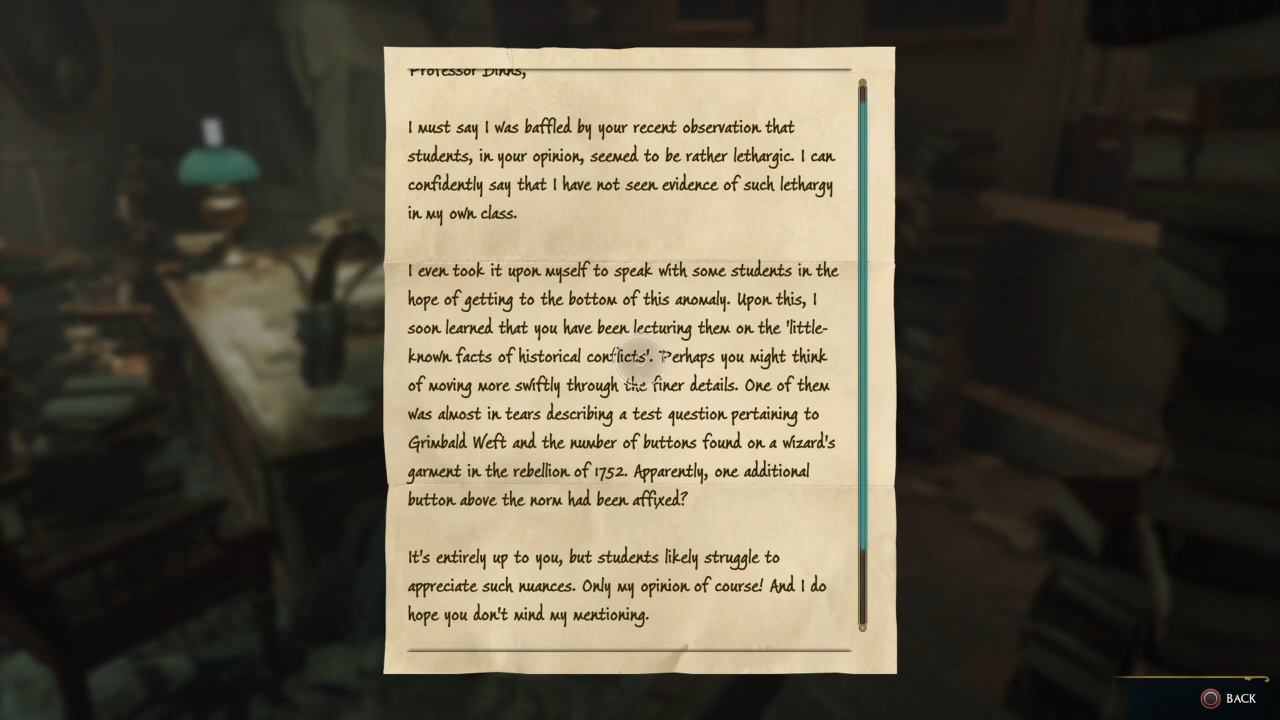 Professor Binns,
I must say I was baffled by your recent observation that
students, in your opinion, seemed to be rather lethargic. I can
confidently say that I have not seen evidence of such lethargy
in my own class.
I even took it upon myself to speak with some students in the
hope of getting to the bottom of this anomaly. Upon this, I
soon learned that you have been lecturing them on the 'little-
known facts of historical conflicts'. Perhaps you might think
of moving more swiftly through the finer details. One of them
was almost in tears describing a test question pertaining to
Grimbald Weft and the number of buttons found on a wizard's
garment in the rebellion of 1752. Apparently, one additional
button above the norm had been affixed?
It's entirely up to you, but students likely struggle to
appreciate such nuances. Only my opinion of course! And I do
hope you don't mind my mentioning.
BACK